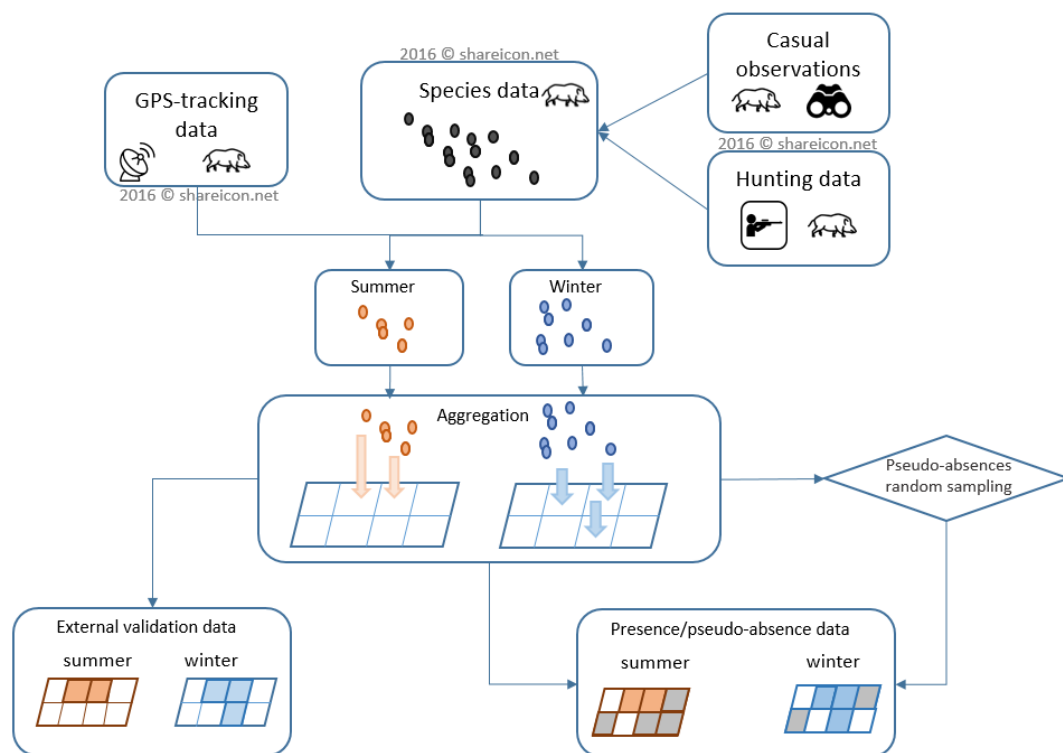 2016 © shareicon.net
GPS-tracking
data
2016 © shareicon.net
Species data
Casual
observations
2016 © shareicon.net
Hunting data
Summer
Winter
Aggregation
Pseudo-absences
random sampling
External validation data
summer
winter
Presence/pseudo-absence data
summer
winter